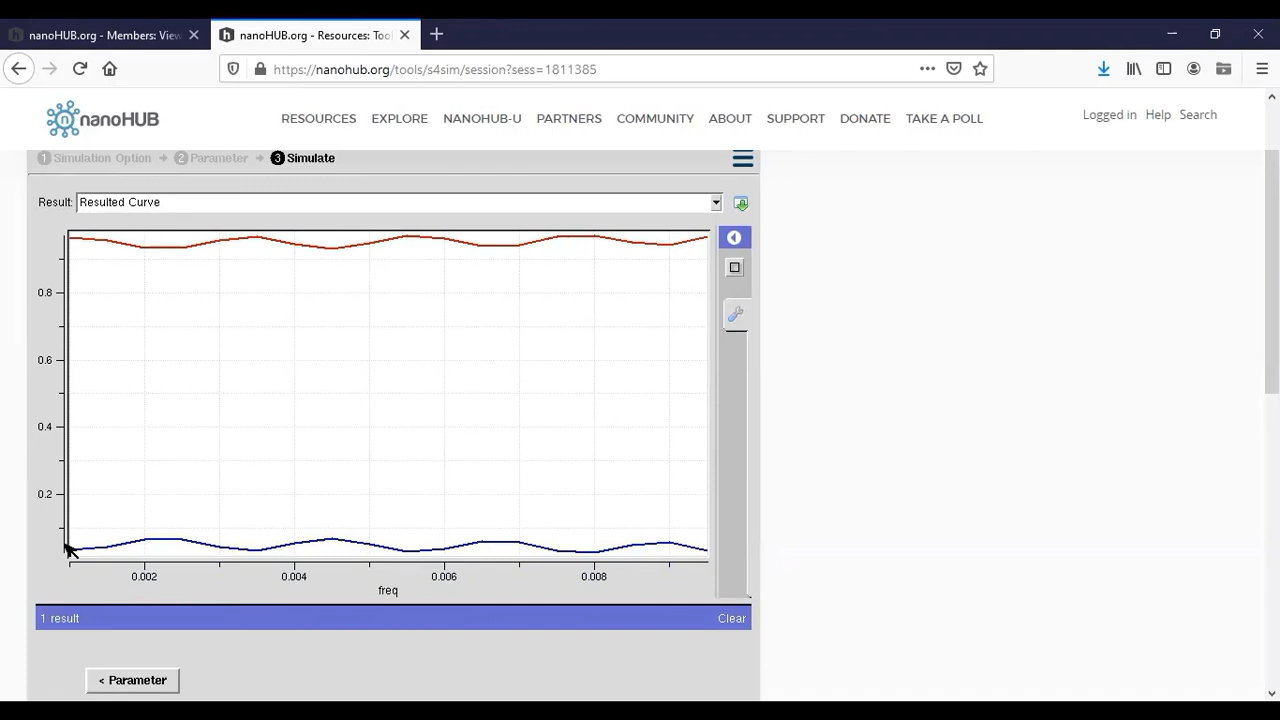 nanoHUB.org - Members: View
nanoHUB.org - Resources: Too
https://nanohub.org/tools/s4sim/session?sess=1811385
nanoHUB
RESOURCES EXPLORE NANOHUB-U PARTNERS COMMUNITY ABOUT SUPPORT DONATE TAKE A POLL
Logged in Help Search
1 Simulation Option → 2 Parameter → 3 Simulate
Result: Resulted Curve
0.8
0.6
0.4
0.2
0.002 0.004 0.006 0.008
freq
1 result Clear
< Parameter